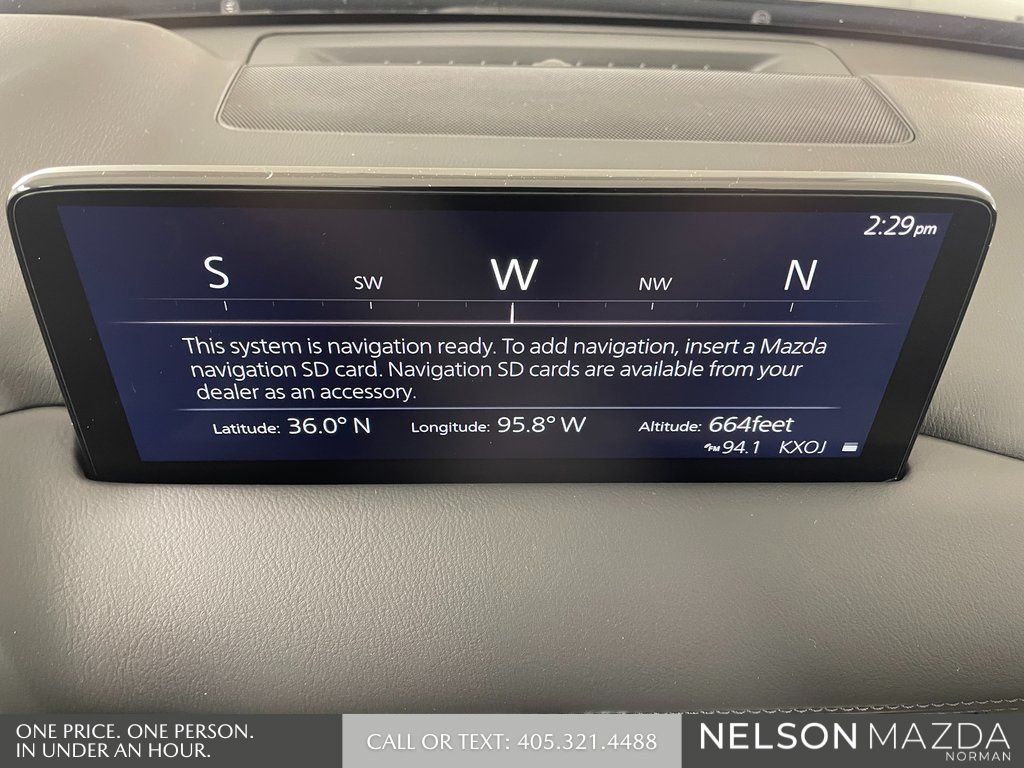 2:29pm
S SW W NW N
This system is navigation ready. To add navigation, insert a Mazda
navigation SD card. Navigation SD cards are available from your
dealer as an accessory.
Latitude: 36.0° N Longitude: 95.8° W Altitude: 664feet
FM 94.1 KXOJ
ONE PRICE. ONE PERSON.
IN UNDER AN HOUR.
CALL OR TEXT: 405.321.4488
NELSON MAZDA
NORMAN